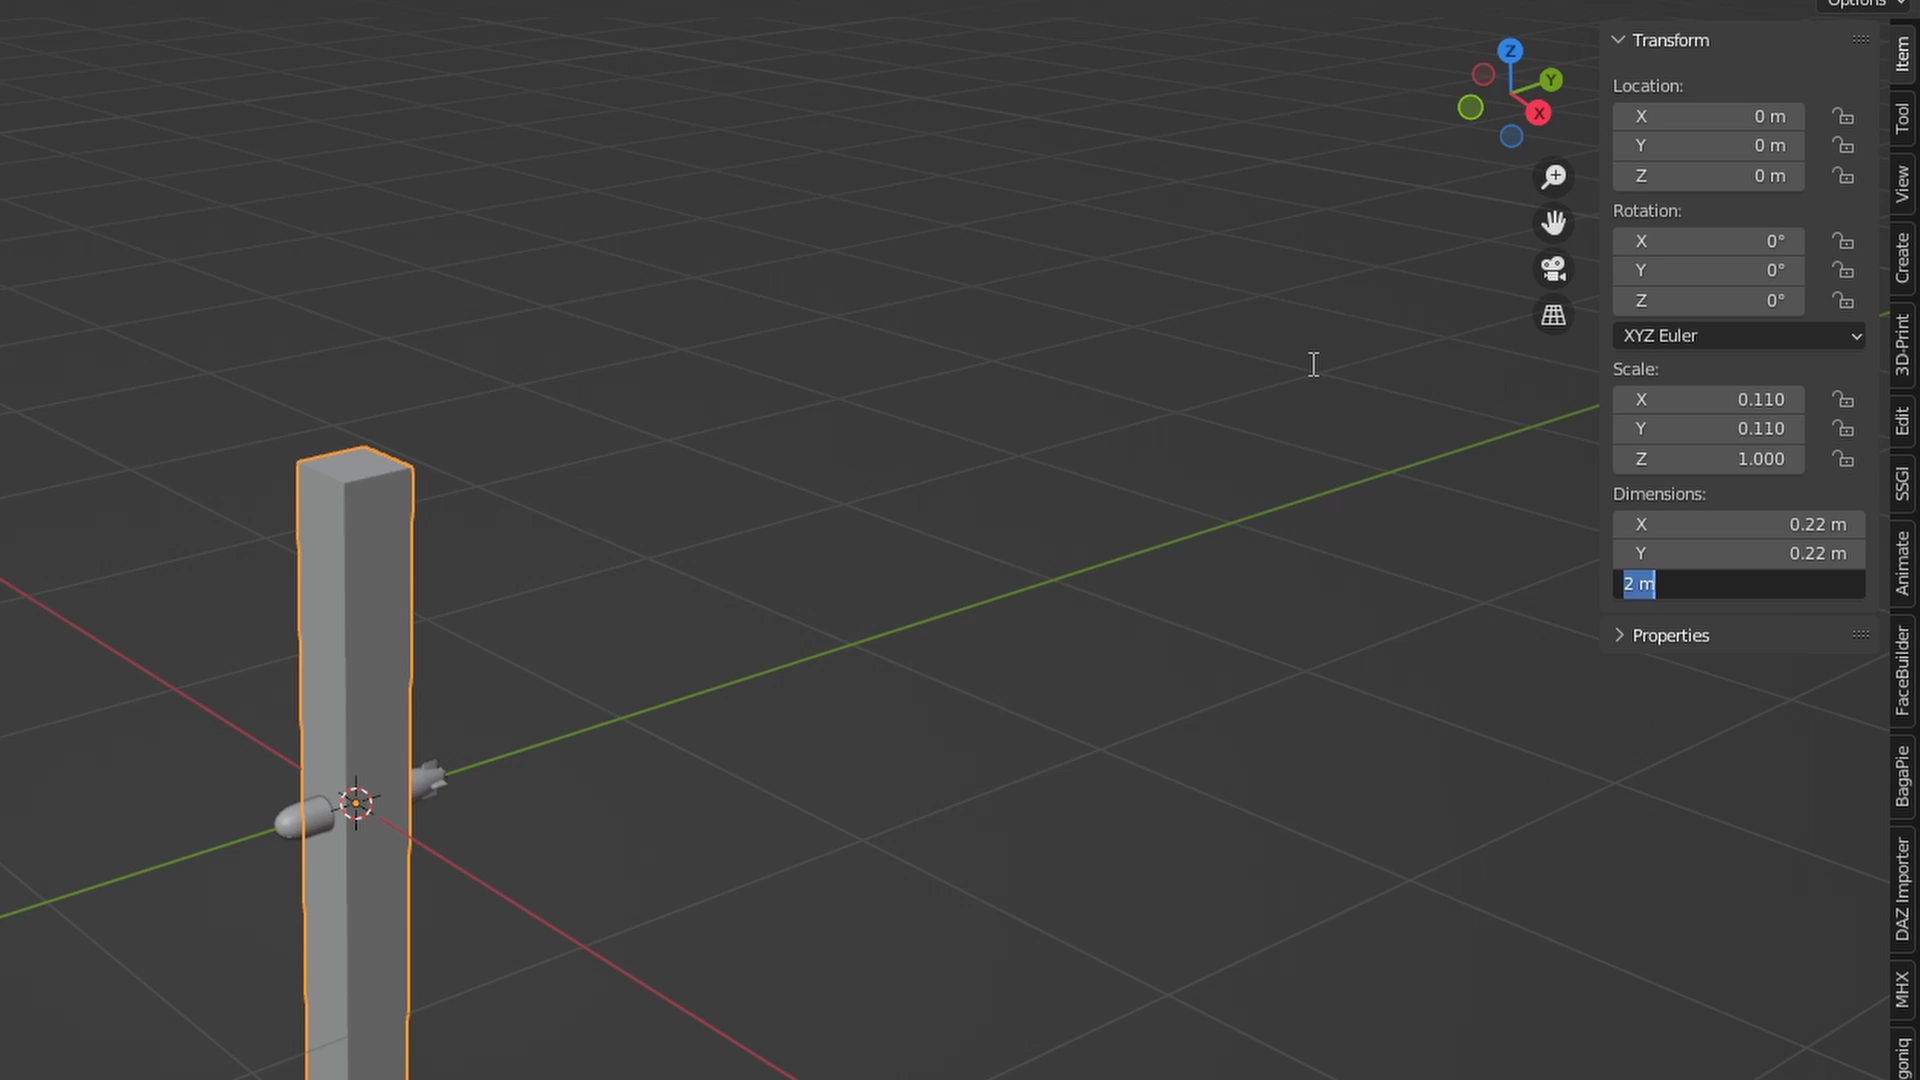 Options
Transform
Location:
X 0 m
Y 0 m
Z 0 m
Rotation:
X 0°
Y 0°
Z 0°
XYZ Euler
Scale:
X 0.110
Y 0.110
Z 1.000
Dimensions:
X 0.22 m
Y 0.22 m
2 m
Properties
Z
Y
X
Item
Tool
View
Create
3D-Print
Edit
SSGI
Animate
FaceBuilder
BagaPie
DAZ Importer
MHX
goniq